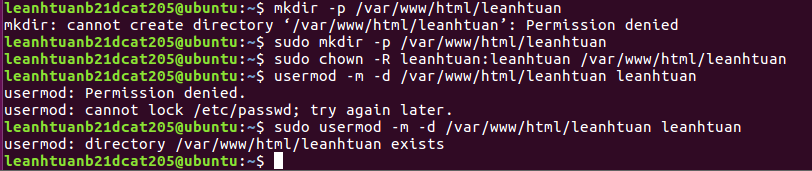 leanhtuanb21dcat205@ubuntu:~$ mkdir -p /var/www/html/leanhtuan
mkdir: cannot create directory ‘/var/www/html/leanhtuan’: Permission denied
leanhtuanb21dcat205@ubuntu:~$ sudo mkdir -p /var/www/html/leanhtuan
leanhtuanb21dcat205@ubuntu:~$ sudo chown -R leanhtuan:leanhtuan /var/www/html/leanhtuan
leanhtuanb21dcat205@ubuntu:~$ usermod -m -d /var/www/html/leanhtuan leanhtuan
usermod: Permission denied.
usermod: cannot lock /etc/passwd; try again later.
leanhtuanb21dcat205@ubuntu:~$ sudo usermod -m -d /var/www/html/leanhtuan leanhtuan
usermod: directory /var/www/html/leanhtuan exists
leanhtuanb21dcat205@ubuntu:~$